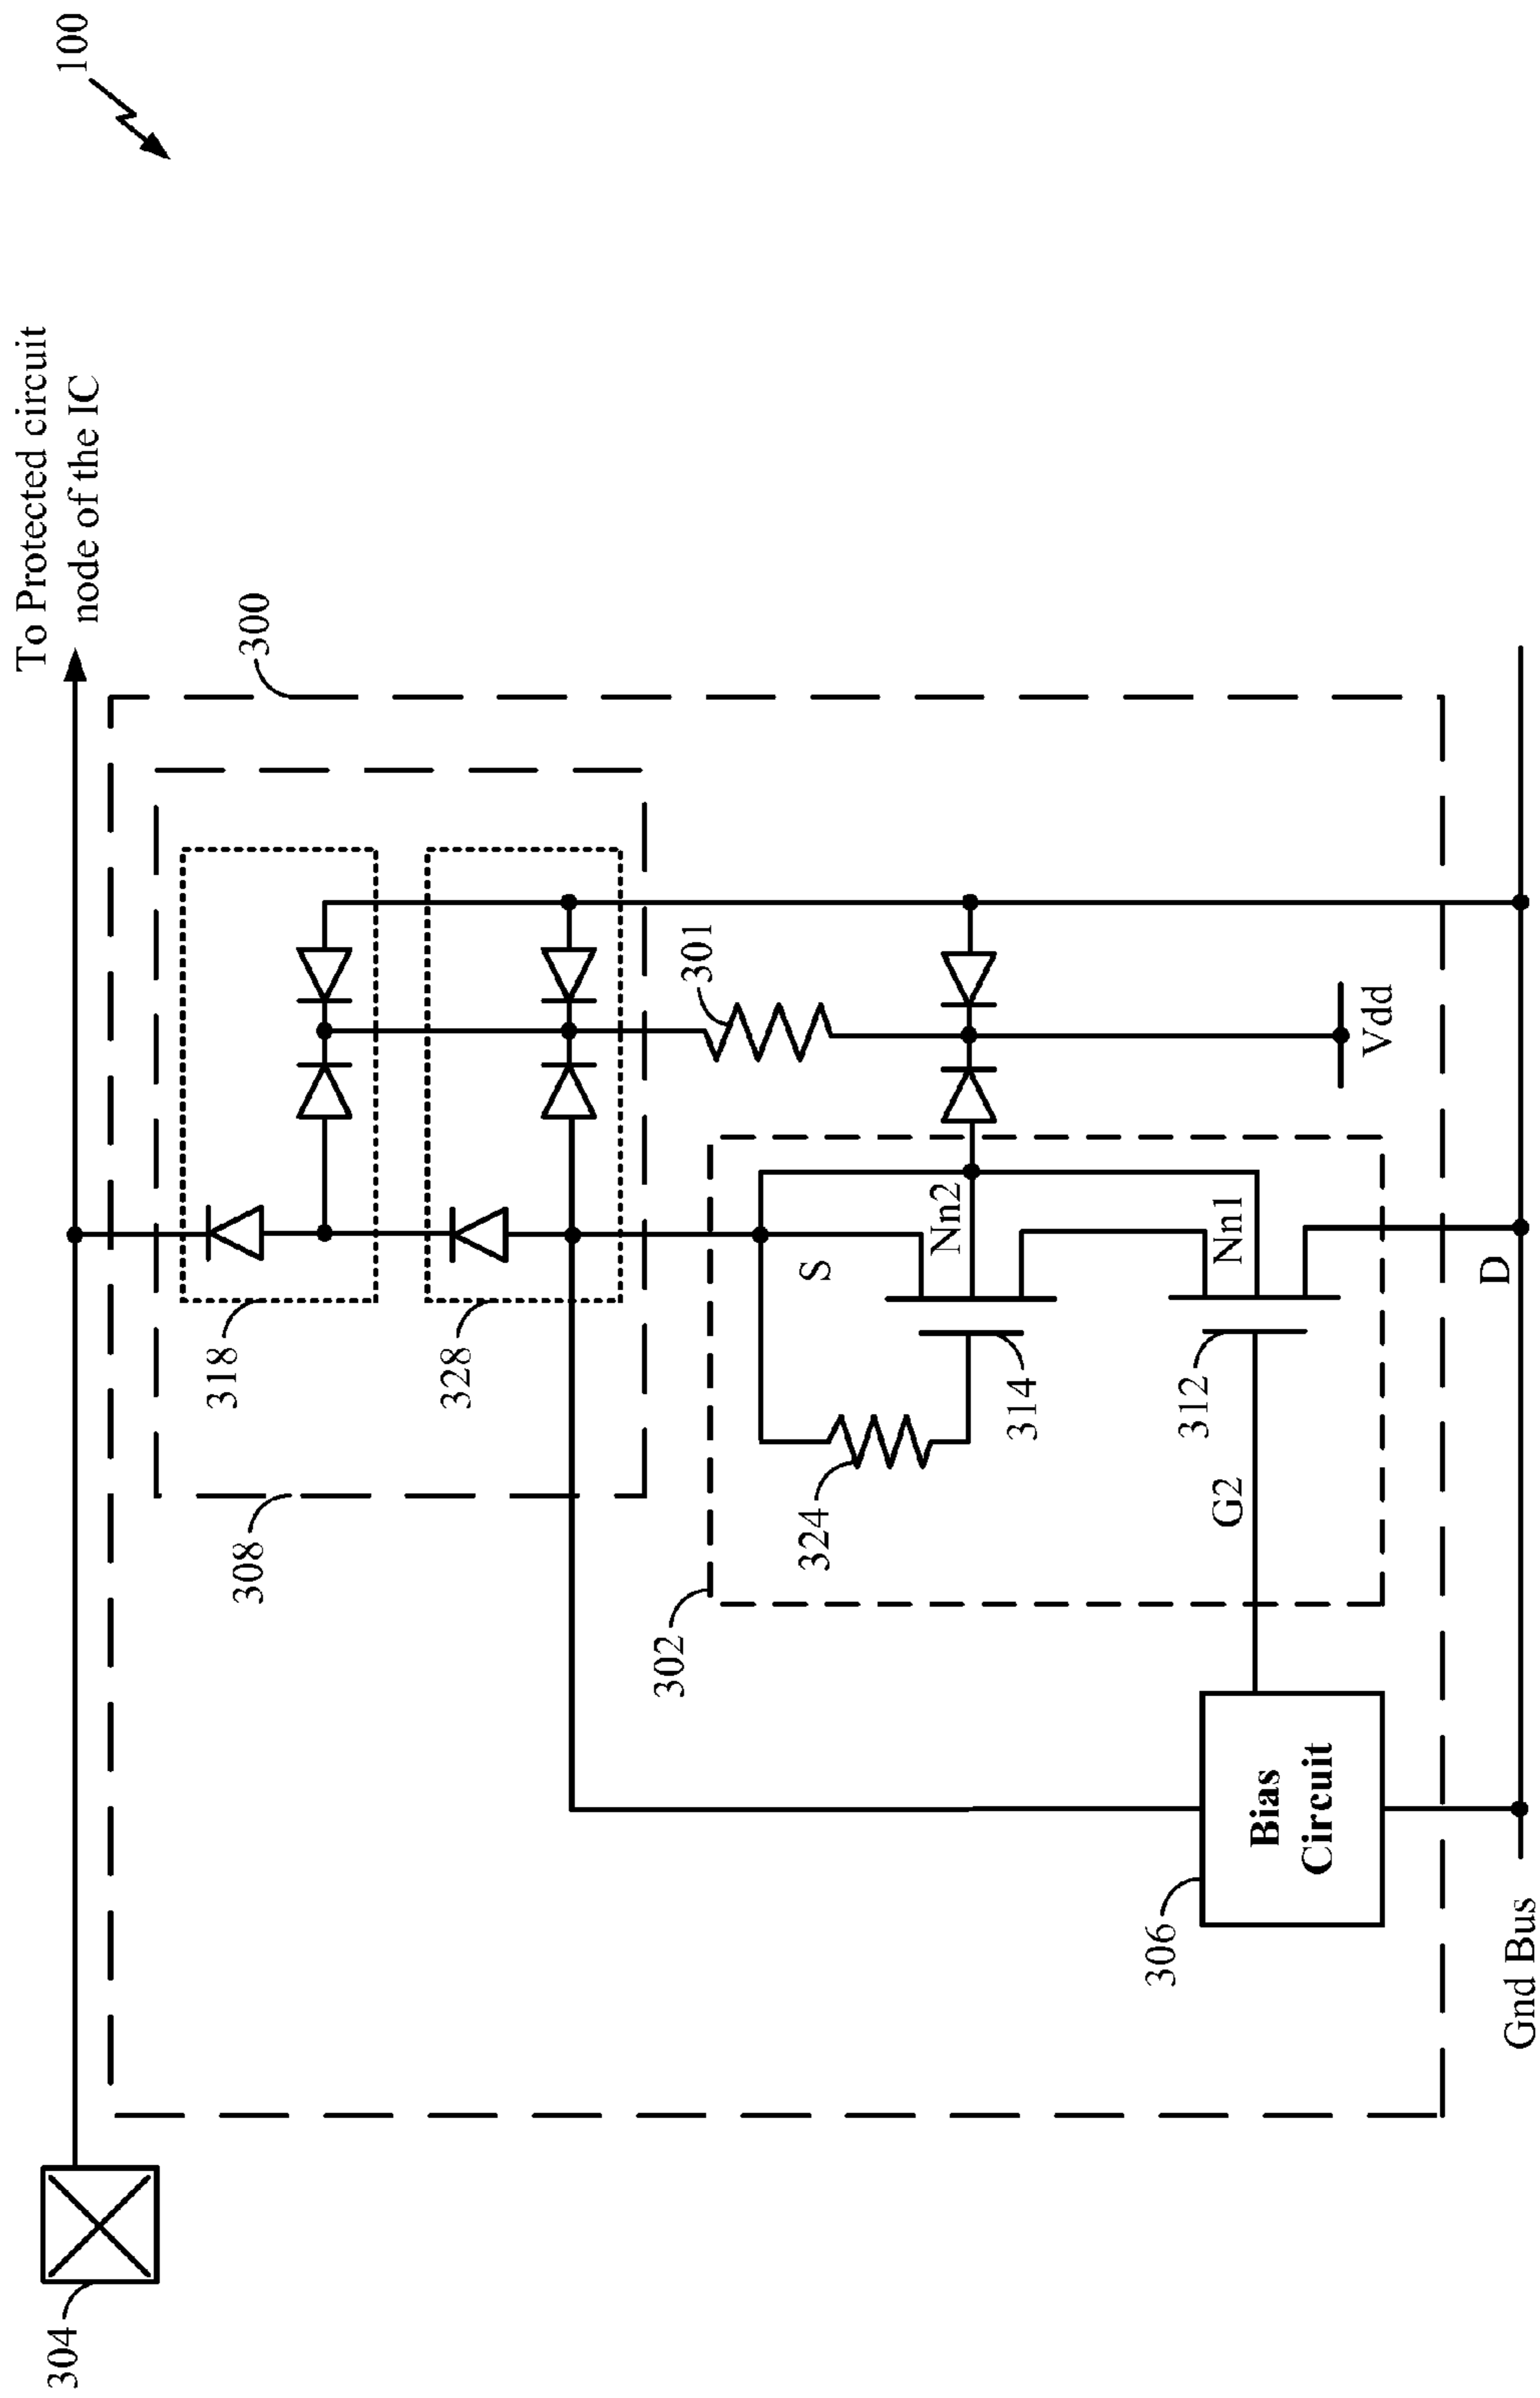 100
To Protected circuit
node of the IC
300
318
328
308
301
Vdd
S
Nn2
Nn1
D
324
314
312
G2
302
306
Bias
Circuit
304
Gnd Bus